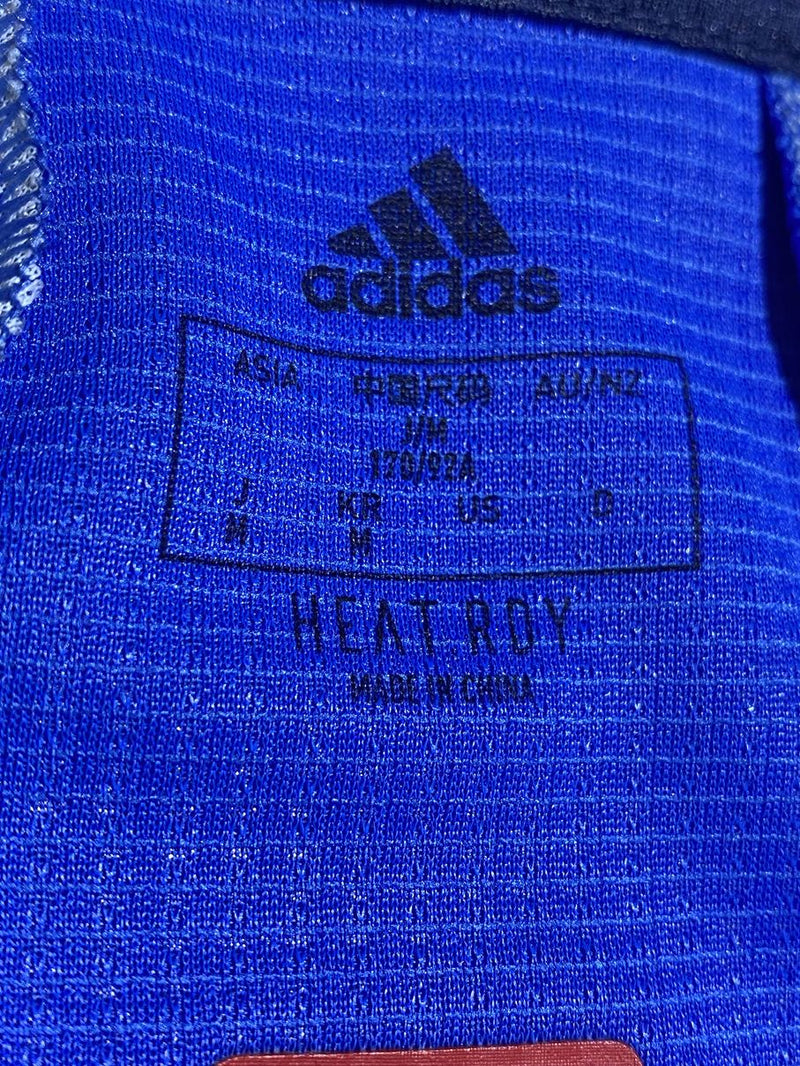 adidas
ASIA 中国尺码 AU/NZ
J/M
170/92A
J KR US D
M M
HEAT.RDY
MADE IN CHINA